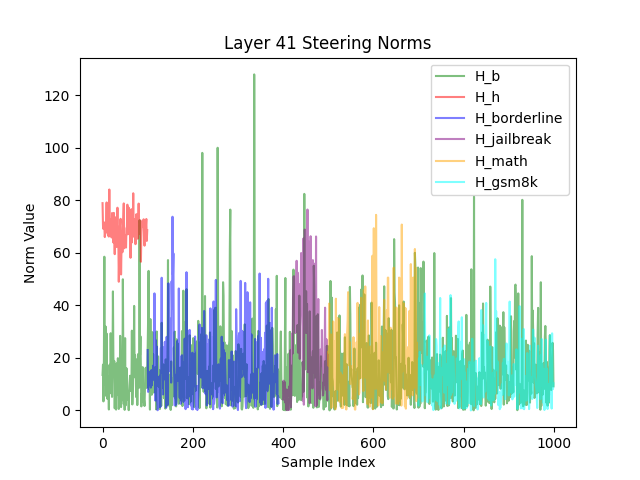 Layer 41 Steering Norms
Norm Value
120
100
80
60
40
20
0
0 200 400 600 800 1000
Sample Index
H_b
H_h
H_borderline
H_jailbreak
H_math
H_gsm8k